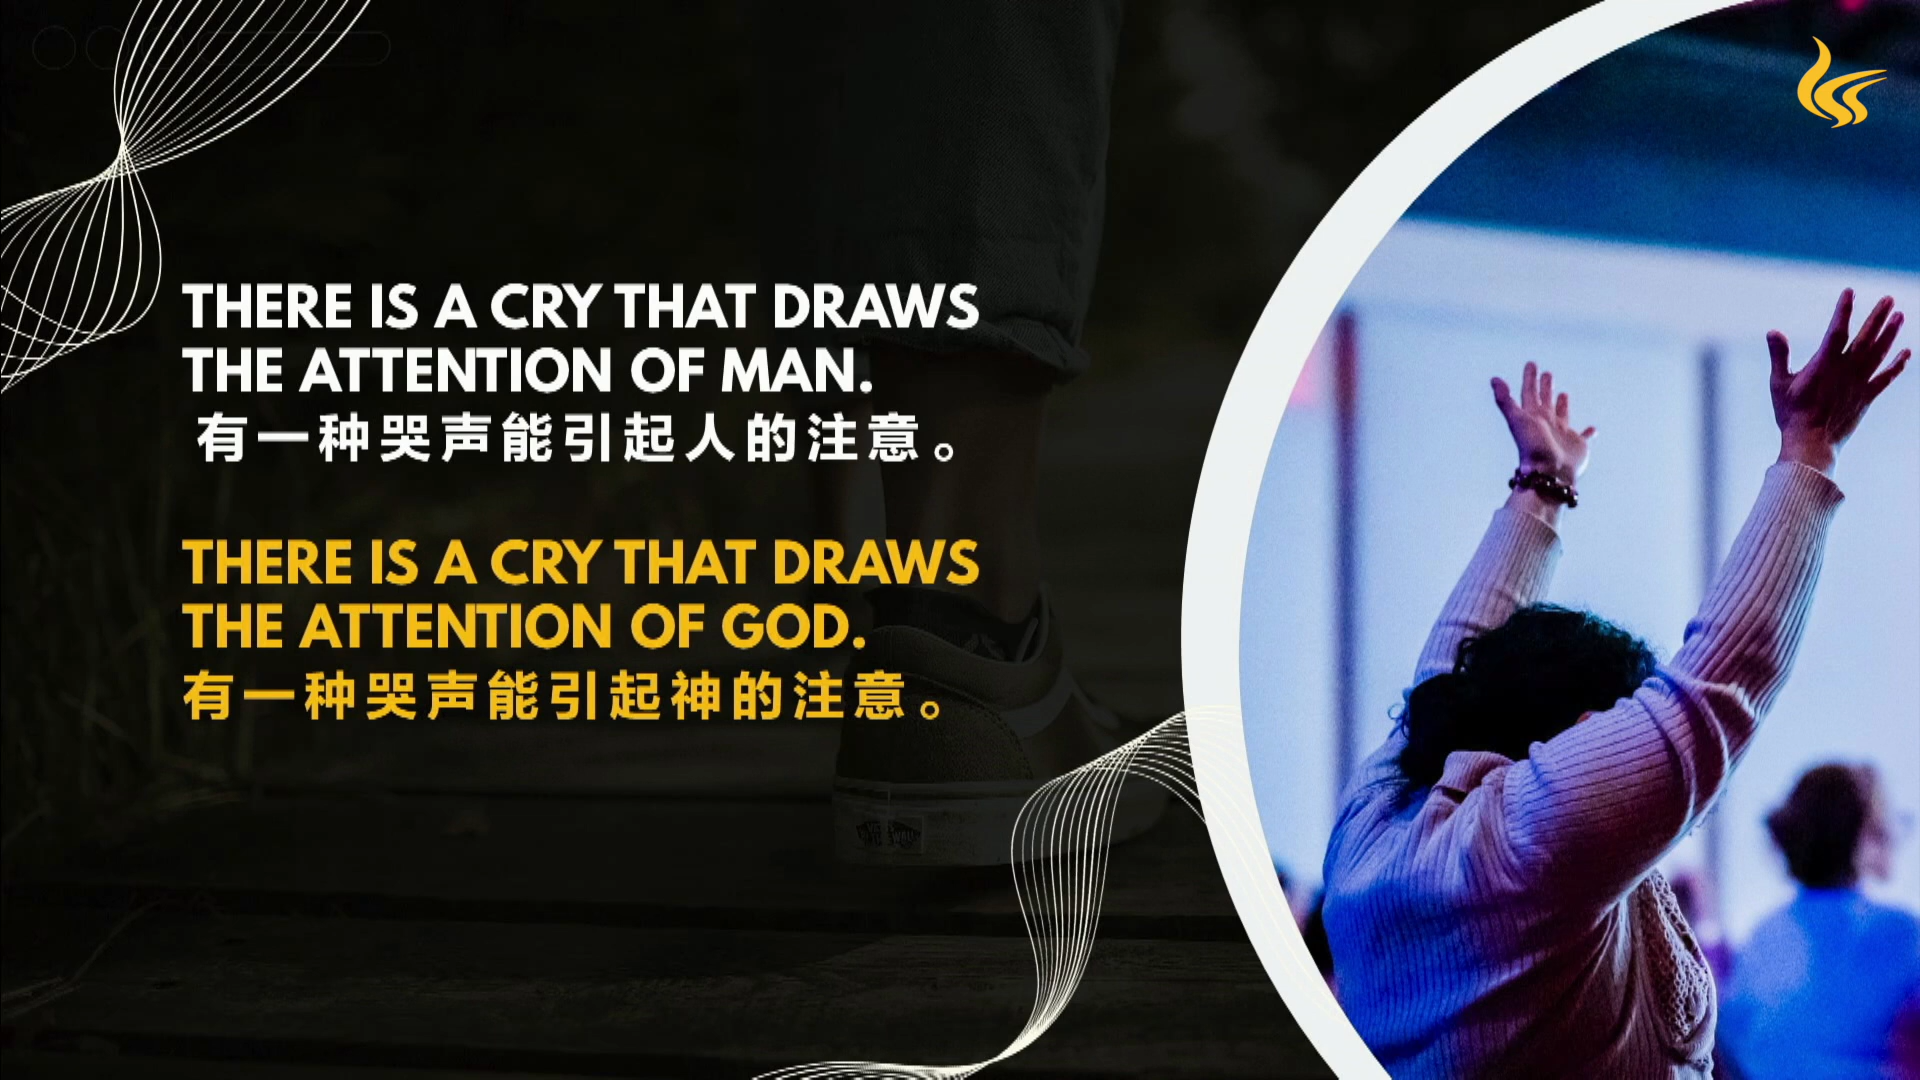 THERE IS A CRY THAT DRAWS
THE ATTENTION OF MAN.
有一种哭声能引起人的注意。
THERE IS A CRY THAT DRAWS
THE ATTENTION OF GOD.
有一种哭声能引起神的注意。